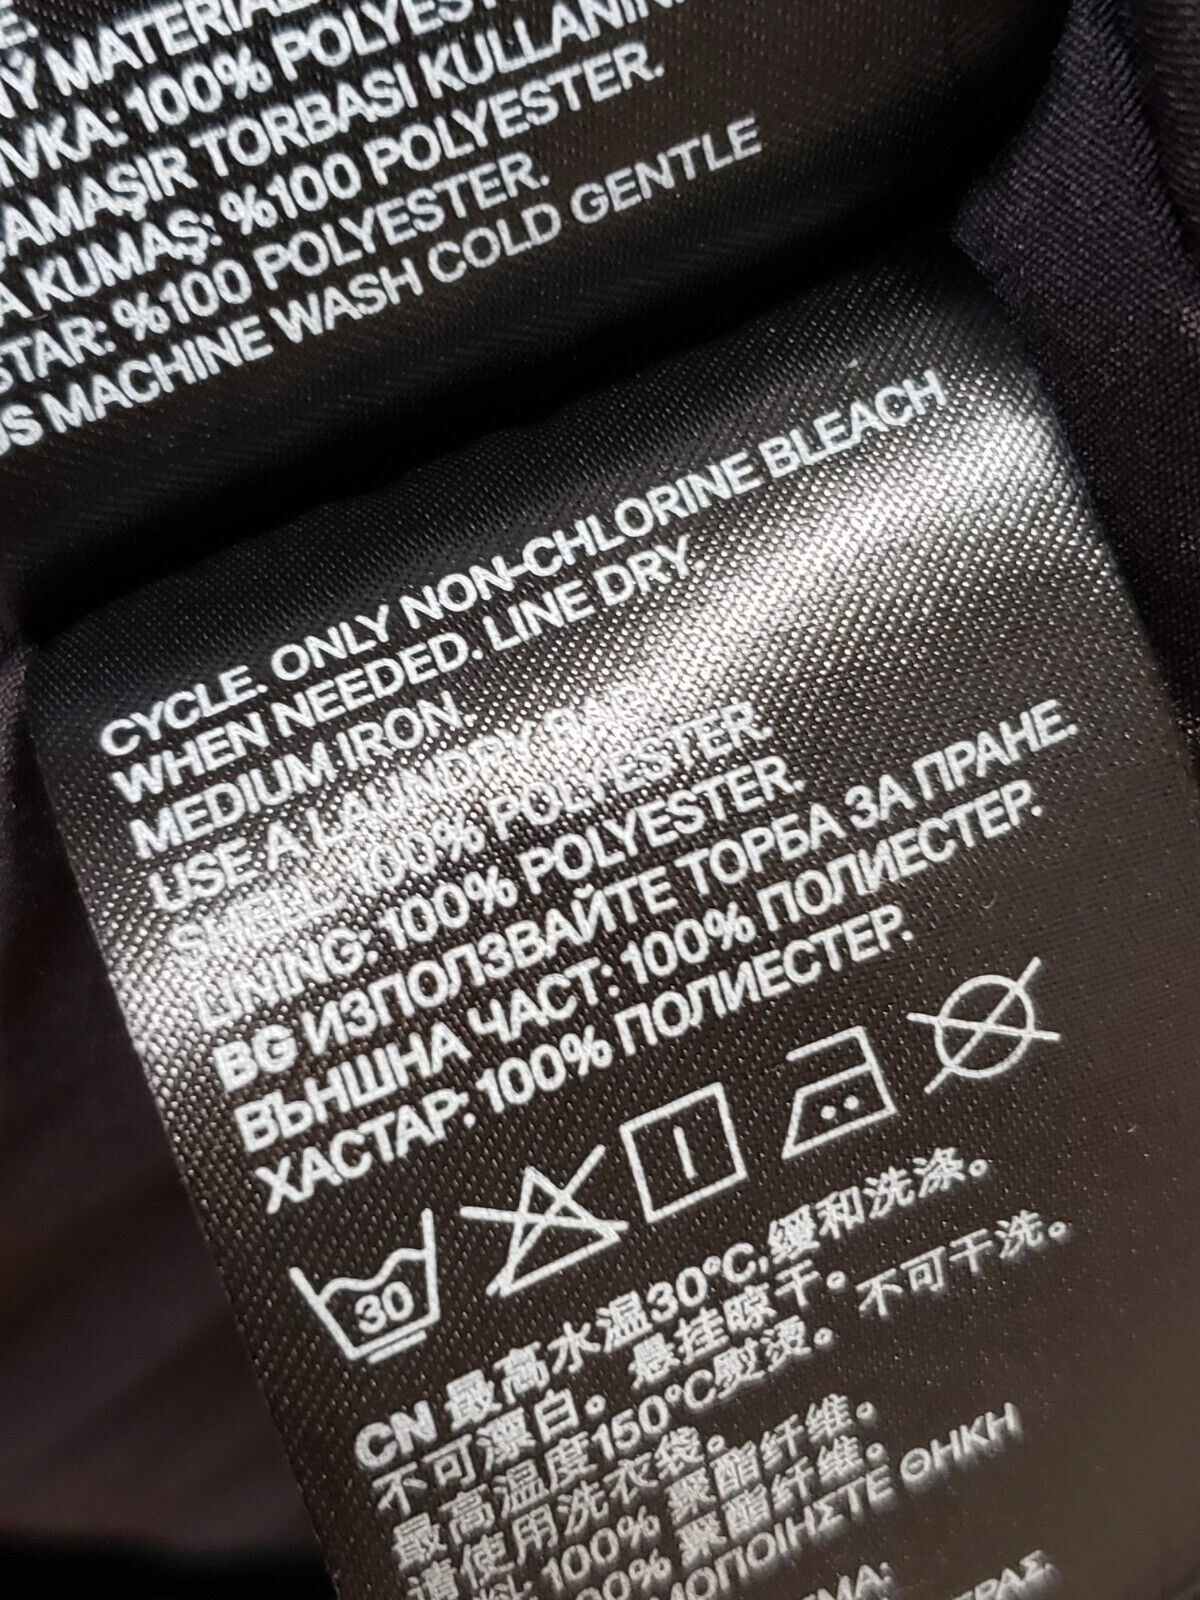 MATERIAL
100% POLYEST
TORBASI KULLANIN
A KUMAŞ: %100 POLYESTER.
STAR: %100 POLYESTER.
US MACHINE WASH COLD GENTLE
CYCLE. ONLY NON-CHLORINE BLEACH
WHEN NEEDED. LINE DRY
MEDIUM IRON.
USE A LAUNDRY BAG.
SHELL: 100% POLYESTER.
LINING: 100% POLYESTER.
BG ИЗПОЛЗВАЙТЕ ТОРБА ЗА ПРАНЕ.
ВЪНШНА ЧАСТ: 100% ПОЛИЕСТЕР.
ХАСТАР: 100% ПОЛИЕСТЕР.
30
CN 最高水温30°C,缓和洗涤。
不可漂白。悬挂晾干。
最高温度150°C熨烫。不可干洗。
请使用洗衣袋。
100% 聚酯纤维。
100% 聚酯纤维。
ΜΟΠΟΙΗΣΤΕ ΘΗΚΗ